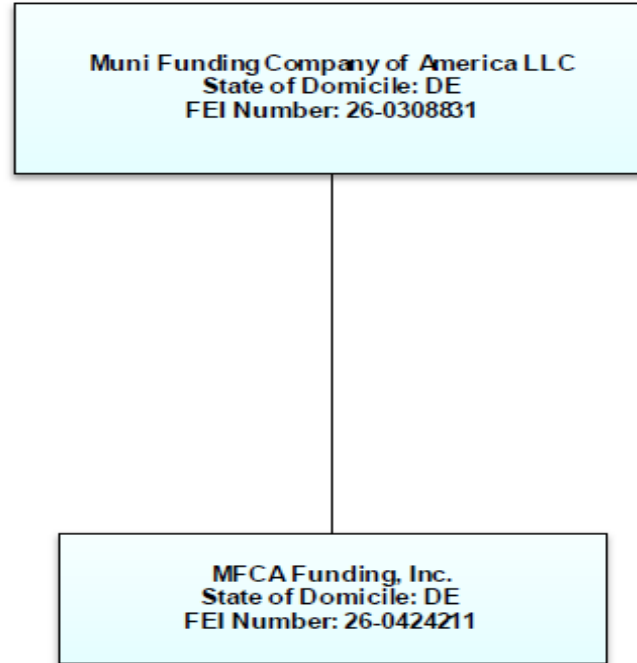 Muni Funding Company of America LLC
State of Domicile: DE
FEI Number: 26-0308831
MFCA Funding, Inc.
State of Domicile: DE
FEI Number: 26-0424211